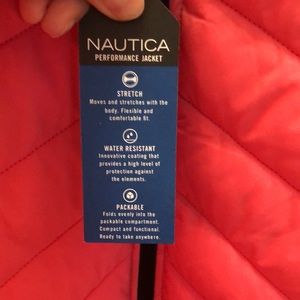 NAUTICA
PERFORMANCE JACKET
STRETCH
Moves and stretches with the
body. Flexible and
comfortable fit.
WATER RESISTANT
Innovative coating that
provides a high level of
protection against
the elements.
PACKABLE
Folds evenly into the
packable compartment.
Compact and functional.
Ready to take anywhere.